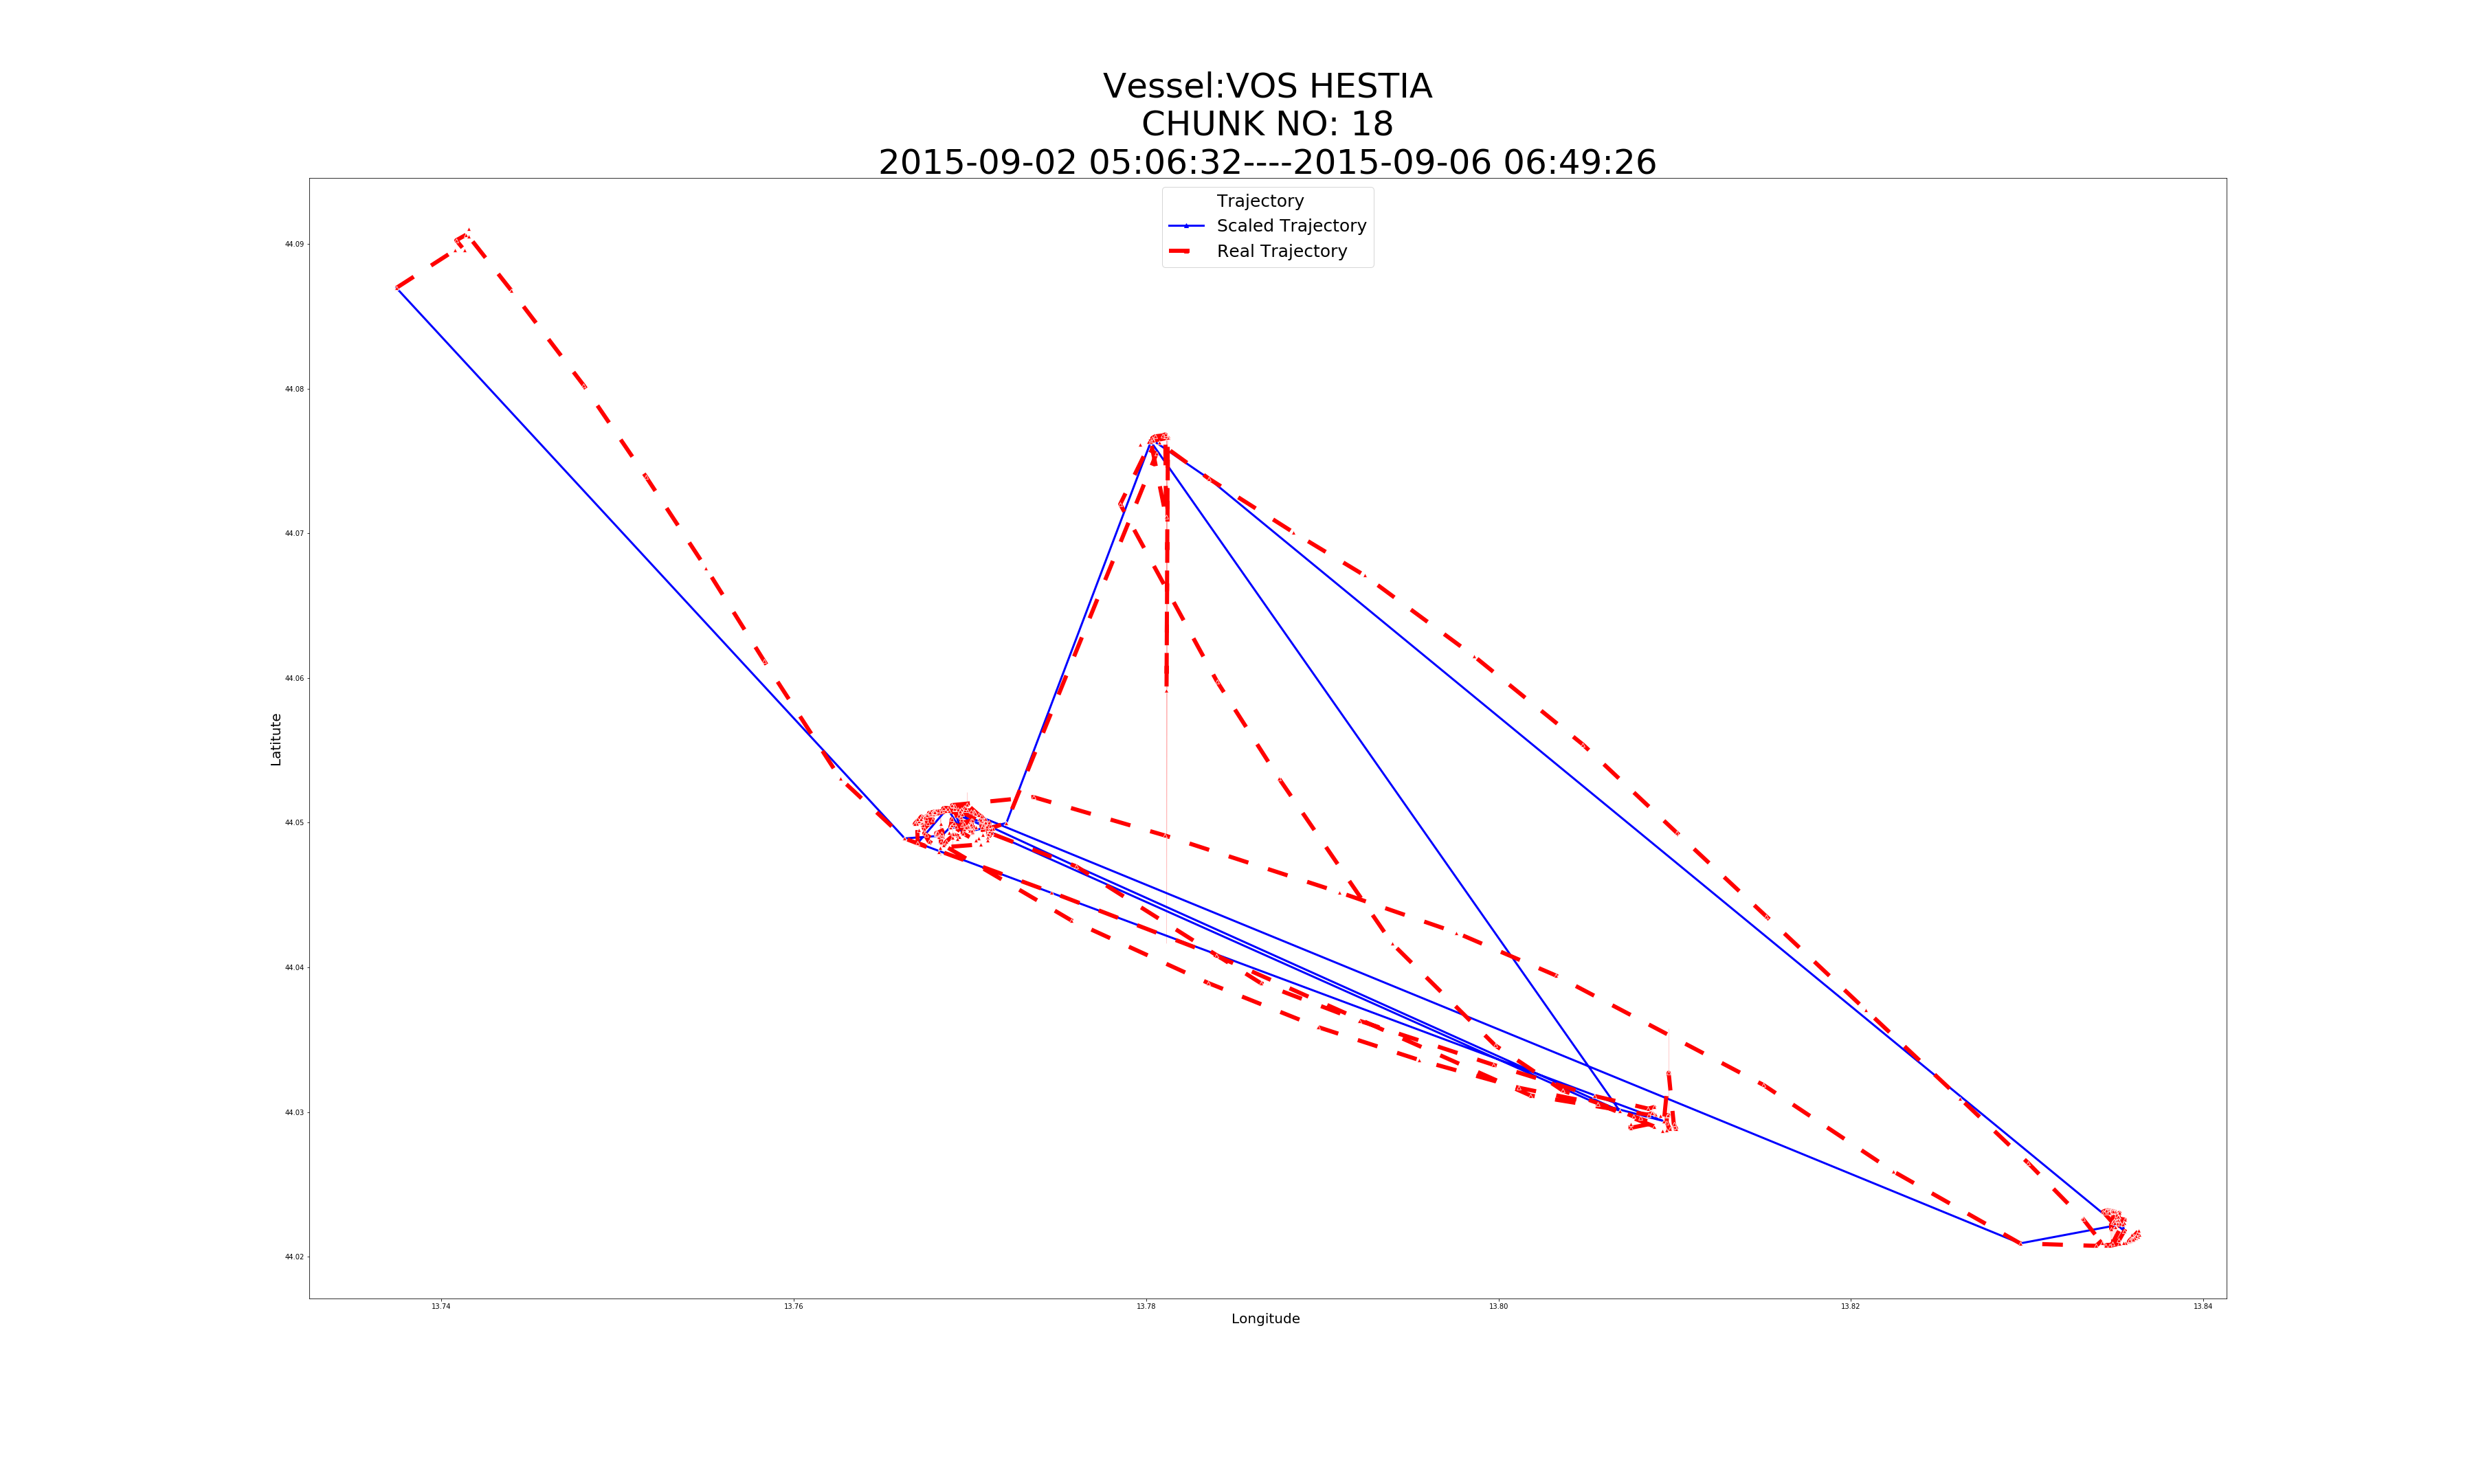 Vessel:VOS HESTIA
CHUNK NO: 18
2015-09-02 05:06:32----2015-09-06 06:49:26
Trajectory
Scaled Trajectory
Real Trajectory
44.09
44.08
44.07
44.06
44.05
44.04
44.03
44.02
Latitute
13.74 13.76 13.78 13.80 13.82 13.84
Longitude